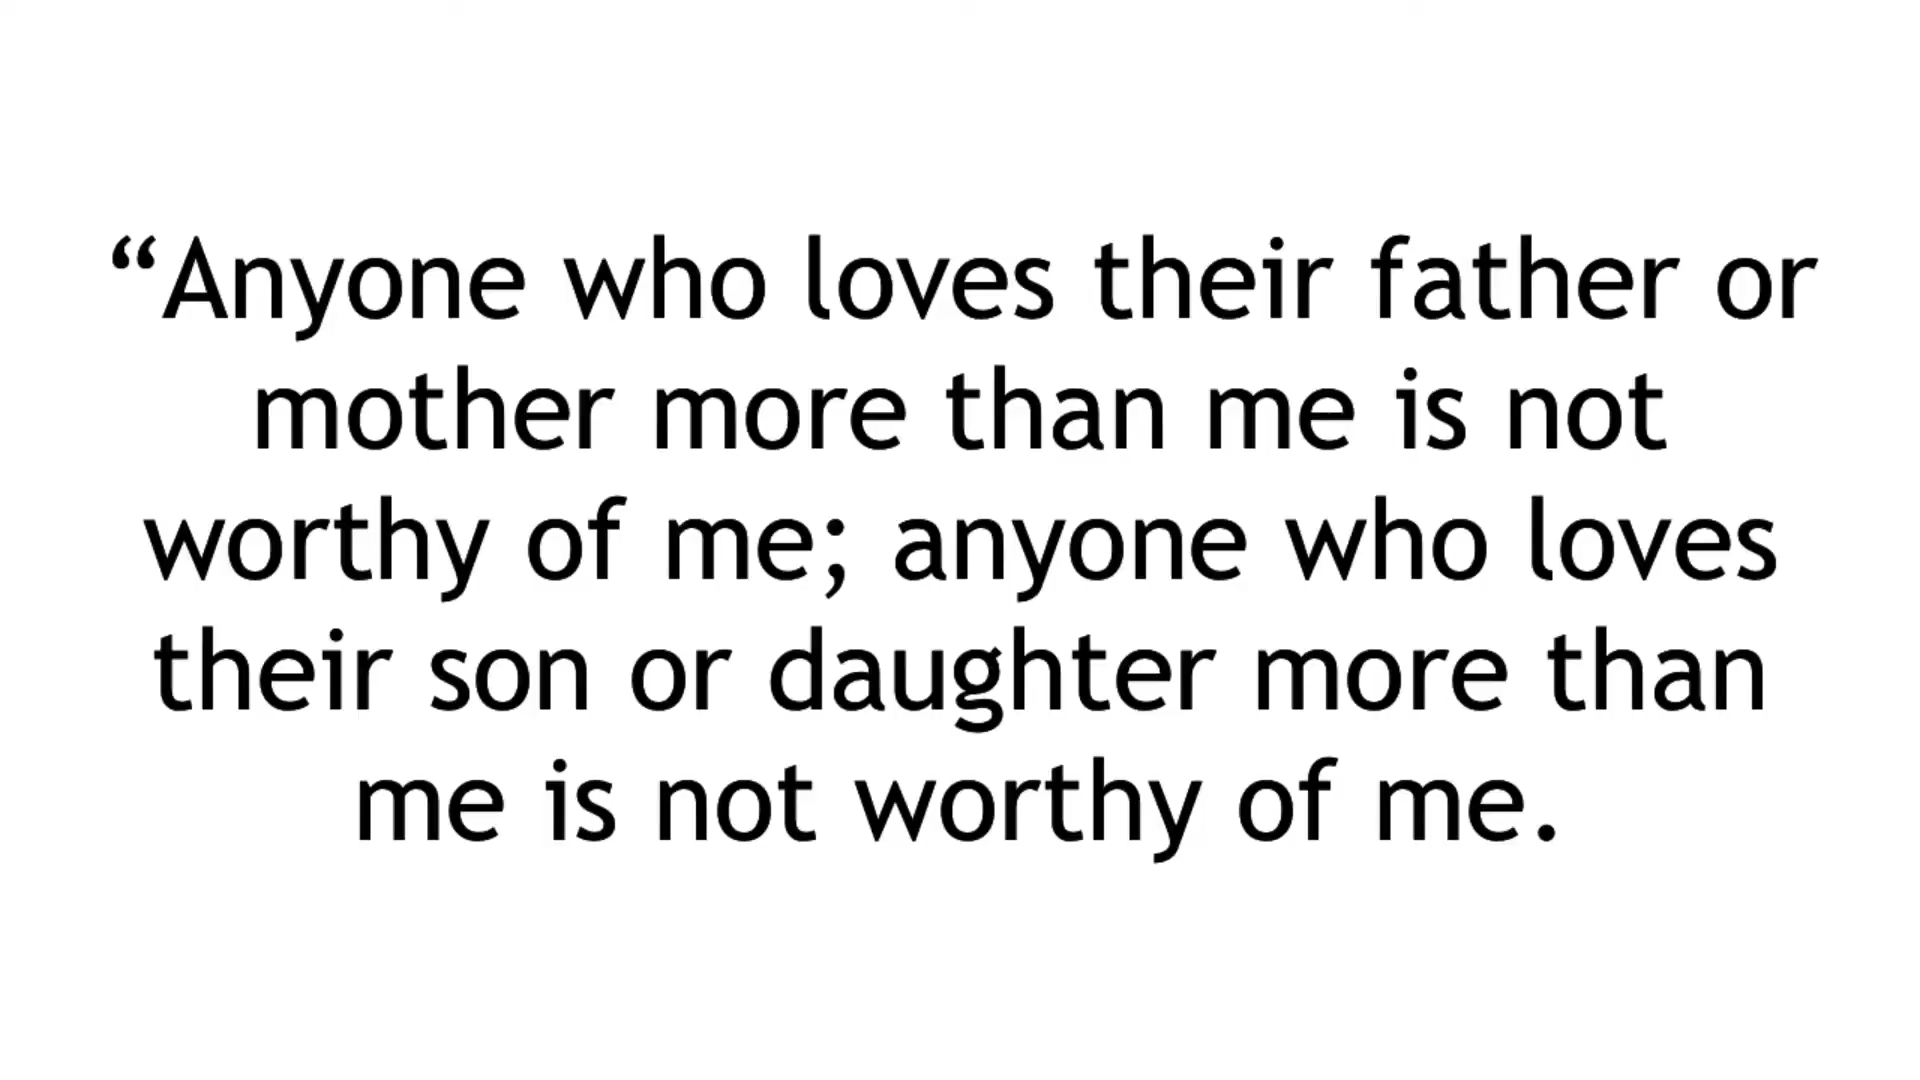 “Anyone who loves their father or
mother more than me is not
worthy of me; anyone who loves
their son or daughter more than
me is not worthy of me.